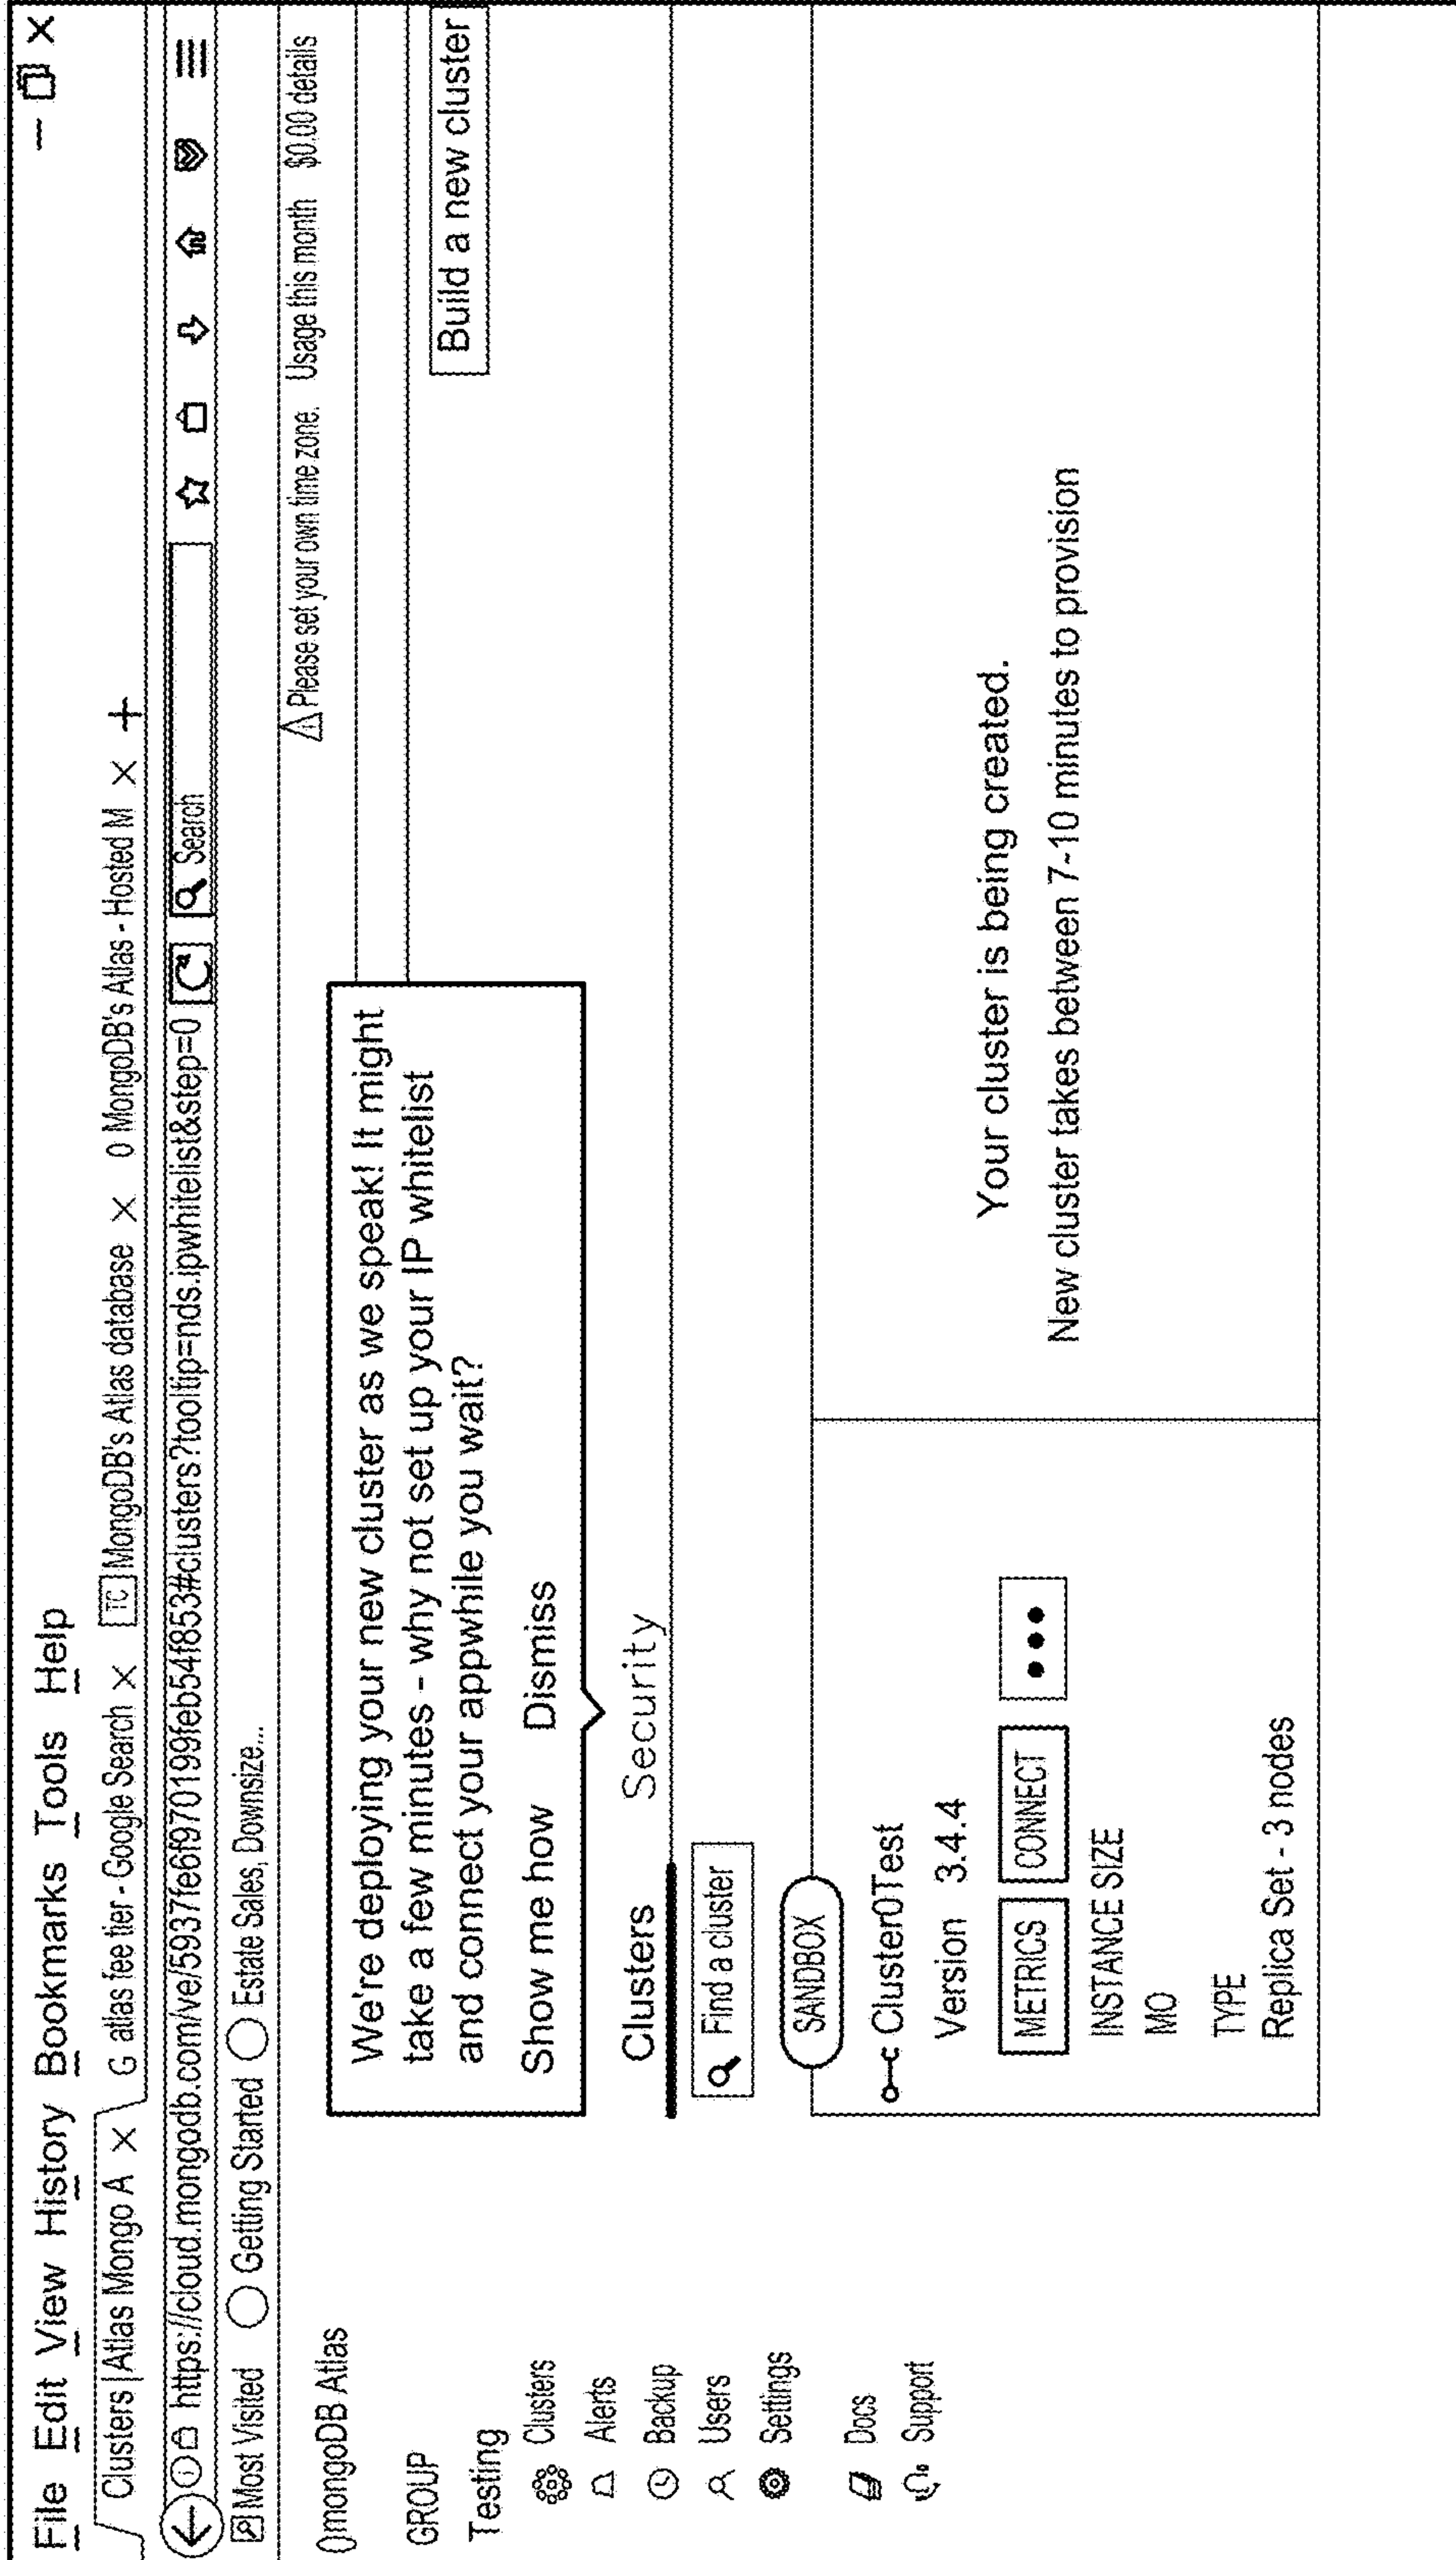 File Edit View History Bookmarks Tools Help
Clusters | Atlas Mongo A × G atlas fee tier - Google Search × TC MongoDB's Atlas database × 0 MongoDB's Atlas - Hosted M × +
https://cloud.mongodb.com/ve/5937fe6f970199feb54f853#clusters?tooltip=nds.ipwhitelist&step=0 Search
Most Visited Getting Started Estate Sales, Downsize...
Please set your own time zone. Usage this month $0.00 details
()mongoDB Atlas
GROUP
Testing
Clusters
Alerts
Backup
Users
Settings
Docs
Support
We're deploying your new cluster as we speak! It might
take a few minutes - why not set up your IP whitelist
and connect your appwhile you wait?
Show me how Dismiss
Build a new cluster
Clusters Security
Find a cluster
SANDBOX
Cluster0Test
Version 3.4.4
METRICS CONNECT
INSTANCE SIZE
MO
TYPE
Replica Set - 3 nodes
Your cluster is being created.
New cluster takes between 7-10 minutes to provision